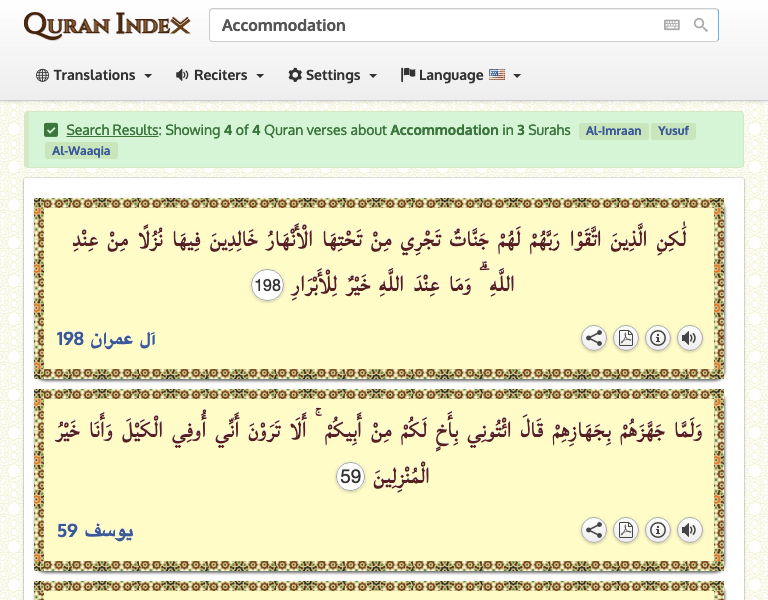 QURAN INDEX
Accommodation
Translations
Reciters
Settings
Language
Search Results: Showing 4 of 4 Quran verses about Accommodation in 3 Surahs Al-Imraan Yusuf
Al-Waaqia
لَٰكِنِ الَّذِينَ اتَّقَوْا رَبَّهُمْ لَهُمْ جَنَّاتٌ تَجْرِي مِنْ تَحْتِهَا الْأَنْهَارُ خَالِدِينَ فِيهَا نُزُلًا مِنْ عِنْدِ
اللَّهِ ۗ وَمَا عِنْدَ اللَّهِ خَيْرٌ لِلْأَبْرَارِ 198
آل عمران 198
وَلَمَّا جَهَّزَهُمْ بِجَهَازِهِمْ قَالَ ائْتُونِي بِأَخٍ لَكُمْ مِنْ أَبِيكُمْ ۚ أَلَا تَرَوْنَ أَنِّي أُوفِي الْكَيْلَ وَأَنَا خَيْرُ
الْمُنْزِلِينَ 59
يوسف 59